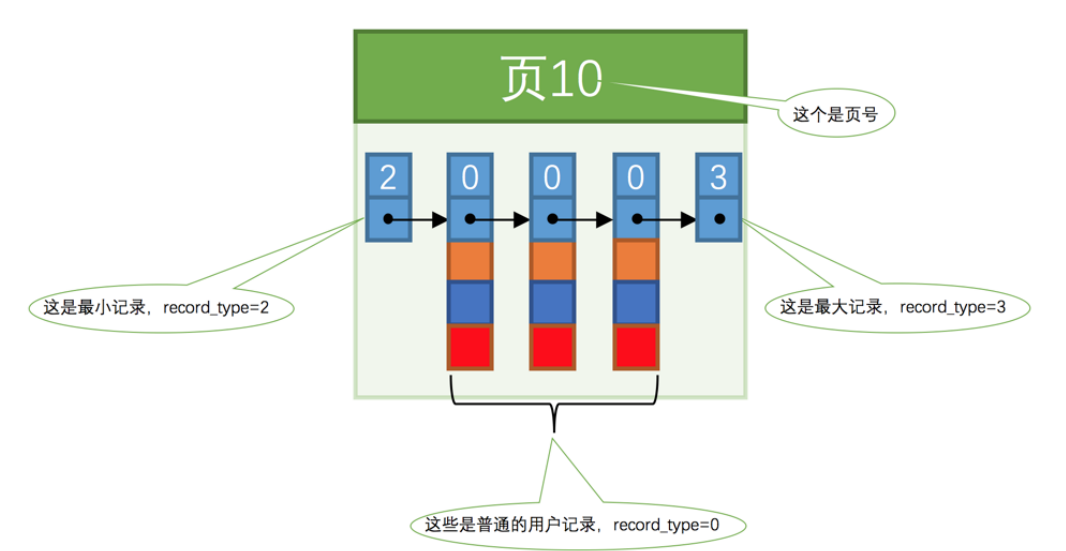 页10
这个是页号
2 0 0 0 3
这是最小记录，record_type=2
这是最大记录，record_type=3
这些是普通的用户记录，record_type=0